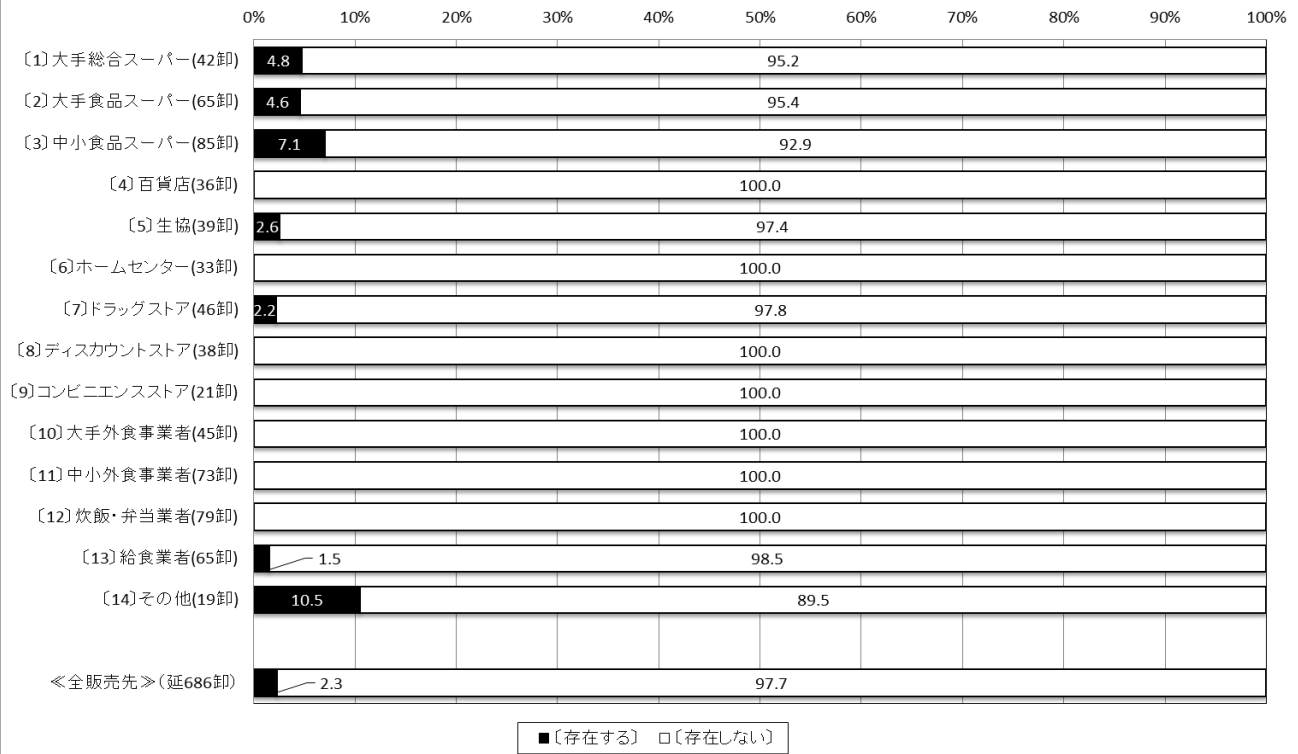 0% 10% 20% 30% 40% 50% 60% 70% 80% 90% 100%
〔1〕大手総合スーパー(42卸) 4.8 95.2
〔2〕大手食品スーパー(65卸) 4.6 95.4
〔3〕中小食品スーパー(85卸) 7.1 92.9
〔4〕百貨店(36卸) 100.0
〔5〕生協(39卸) 2.6 97.4
〔6〕ホームセンター(33卸) 100.0
〔7〕ドラッグストア(46卸) 2.2 97.8
〔8〕ディスカウントストア(38卸) 100.0
〔9〕コンビニエンスストア(21卸) 100.0
〔10〕大手外食事業者(45卸) 100.0
〔11〕中小外食事業者(73卸) 100.0
〔12〕炊飯・弁当業者(79卸) 100.0
〔13〕給食業者(65卸) 1.5 98.5
〔14〕その他(19卸) 10.5 89.5
≪全販売先≫(延686卸) 2.3 97.7
■〔存在する〕 □〔存在しない〕